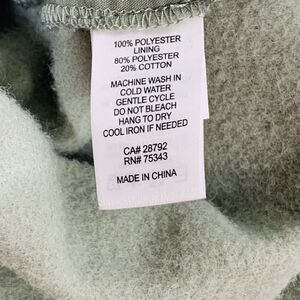 100% POLYESTER
LINING
80% POLYESTER
20% COTTON
MACHINE WASH IN
COLD WATER
GENTLE CYCLE
DO NOT BLEACH
HANG TO DRY
COOL IRON IF NEEDED
CA# 28792
RN# 75343
MADE IN CHINA